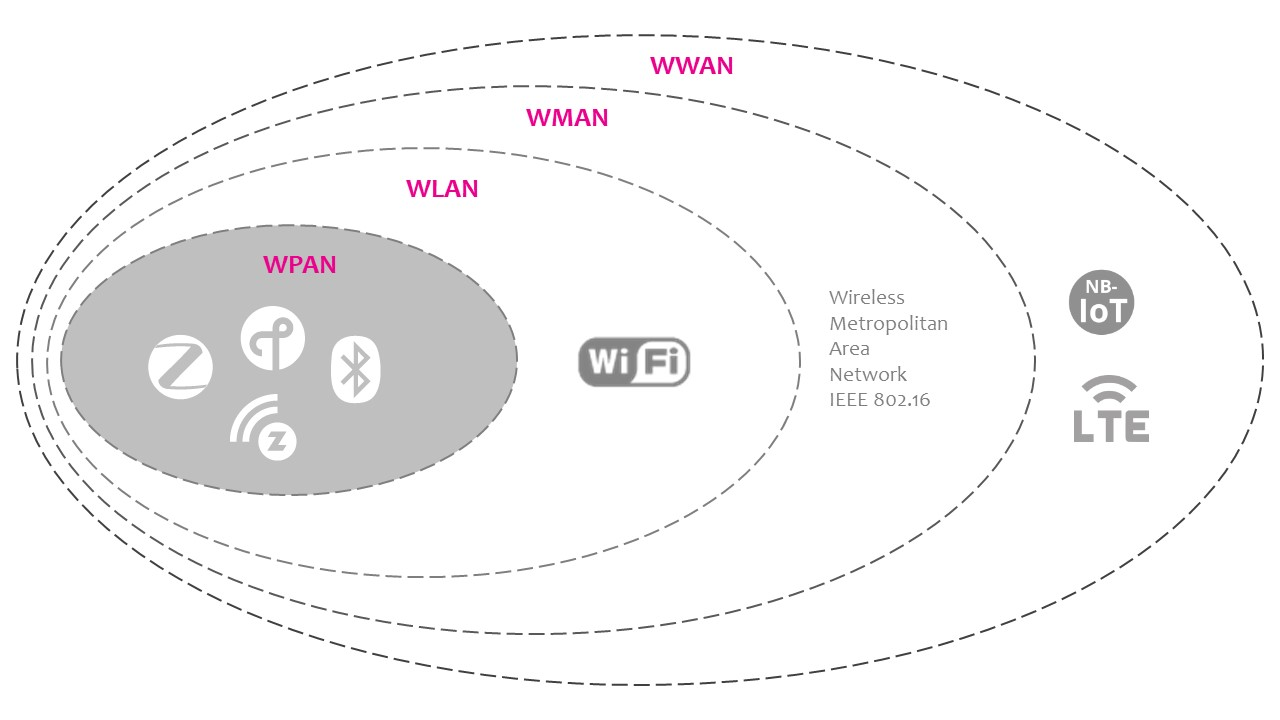 WWAN
WMAN
WLAN
WPAN
Wireless
Metropolitan
Area
Network
IEEE 802.16
NB-
IoT
Wi Fi
LTE
Z
z